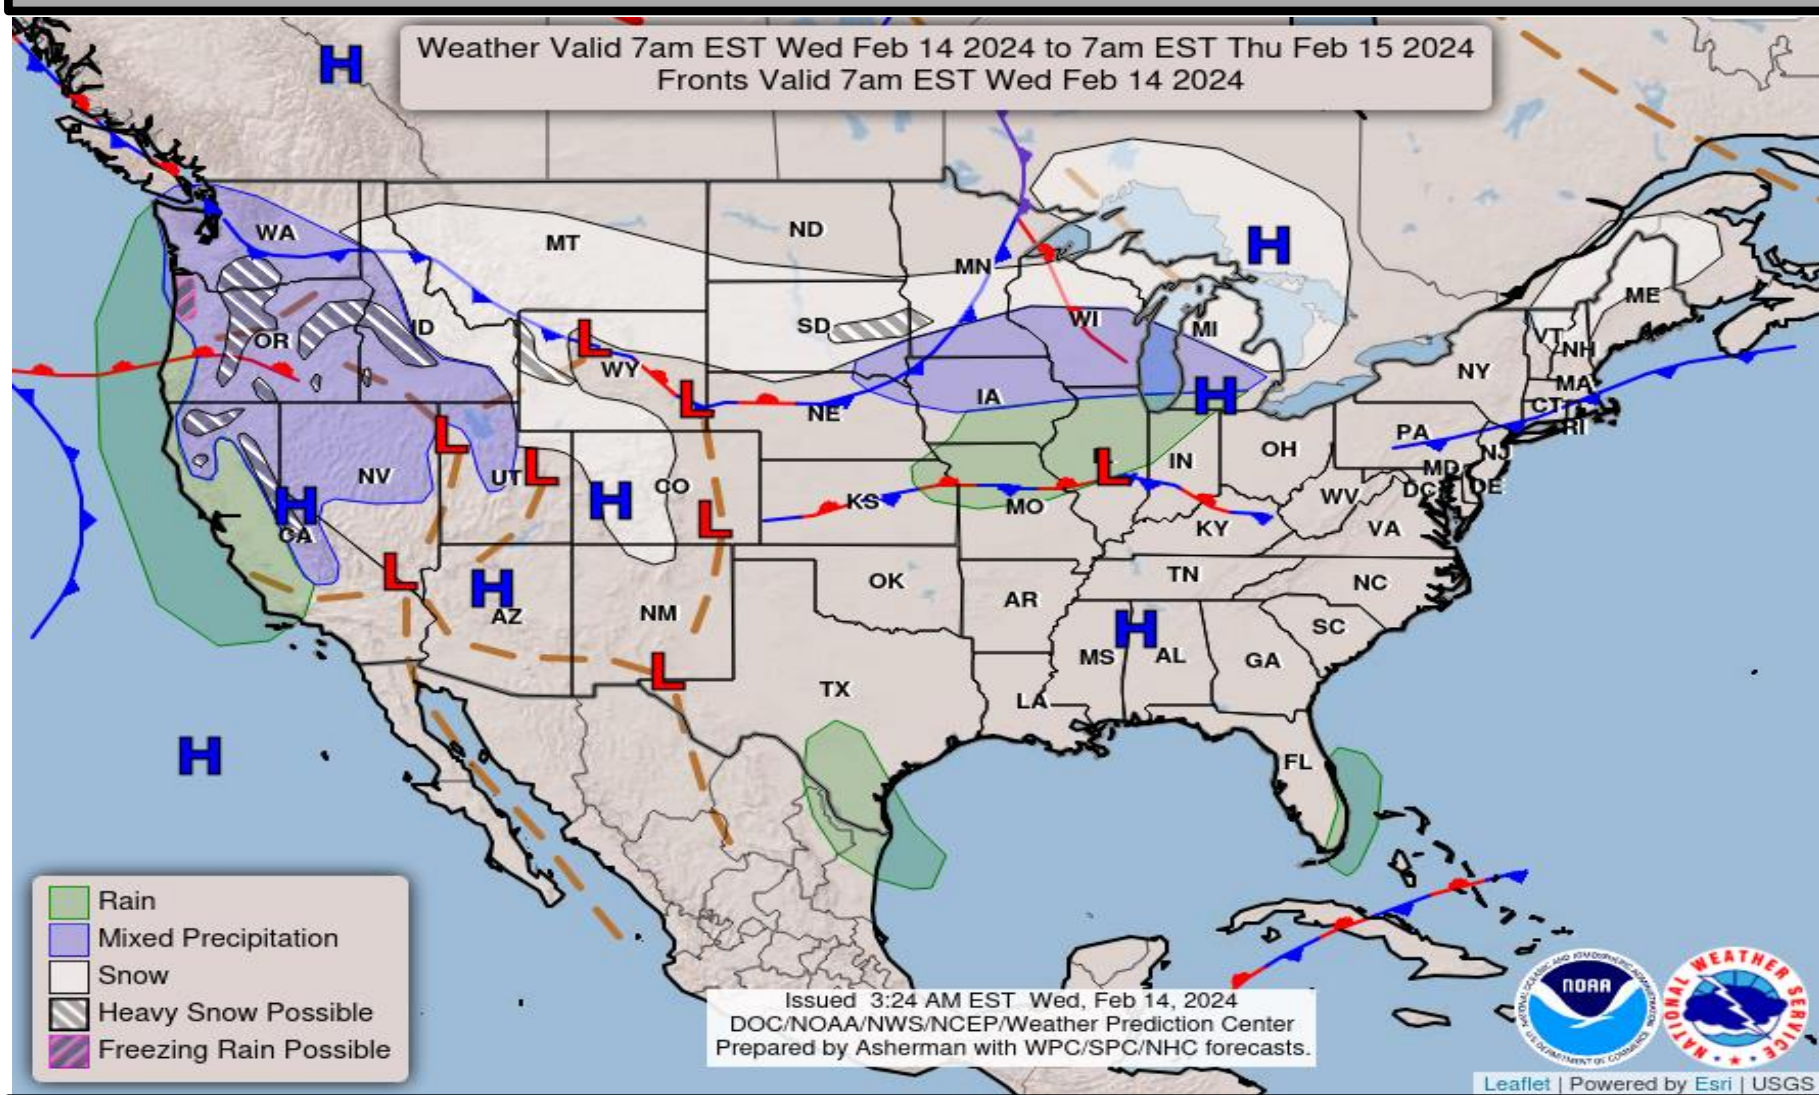 Weather Valid 7am EST Wed Feb 14 2024 to 7am EST Thu Feb 15 2024
Fronts Valid 7am EST Wed Feb 14 2024
H
WA
MT
ND
MN
H
ME
OR
ID
L
WY
SD
WI
MI
VT
NH
NY
MA
CT
RI
L
NE
IA
H
PA
NJ
L
NV
UT
L
H
CO
L
KS
MO
L
IN
OH
MD
DC
DE
WV
VA
KY
H
CA
L
H
AZ
NM
OK
AR
TN
NC
SC
H
MS
AL
GA
L
TX
LA
FL
H
Rain
Mixed Precipitation
Snow
Heavy Snow Possible
Freezing Rain Possible
Issued 3:24 AM EST Wed, Feb 14, 2024
DOC/NOAA/NWS/NCEP/Weather Prediction Center
Prepared by Asherman with WPC/SPC/NHC forecasts.
NOAA
NATIONAL WEATHER SERVICE
Leaflet | Powered by Esri | USGS